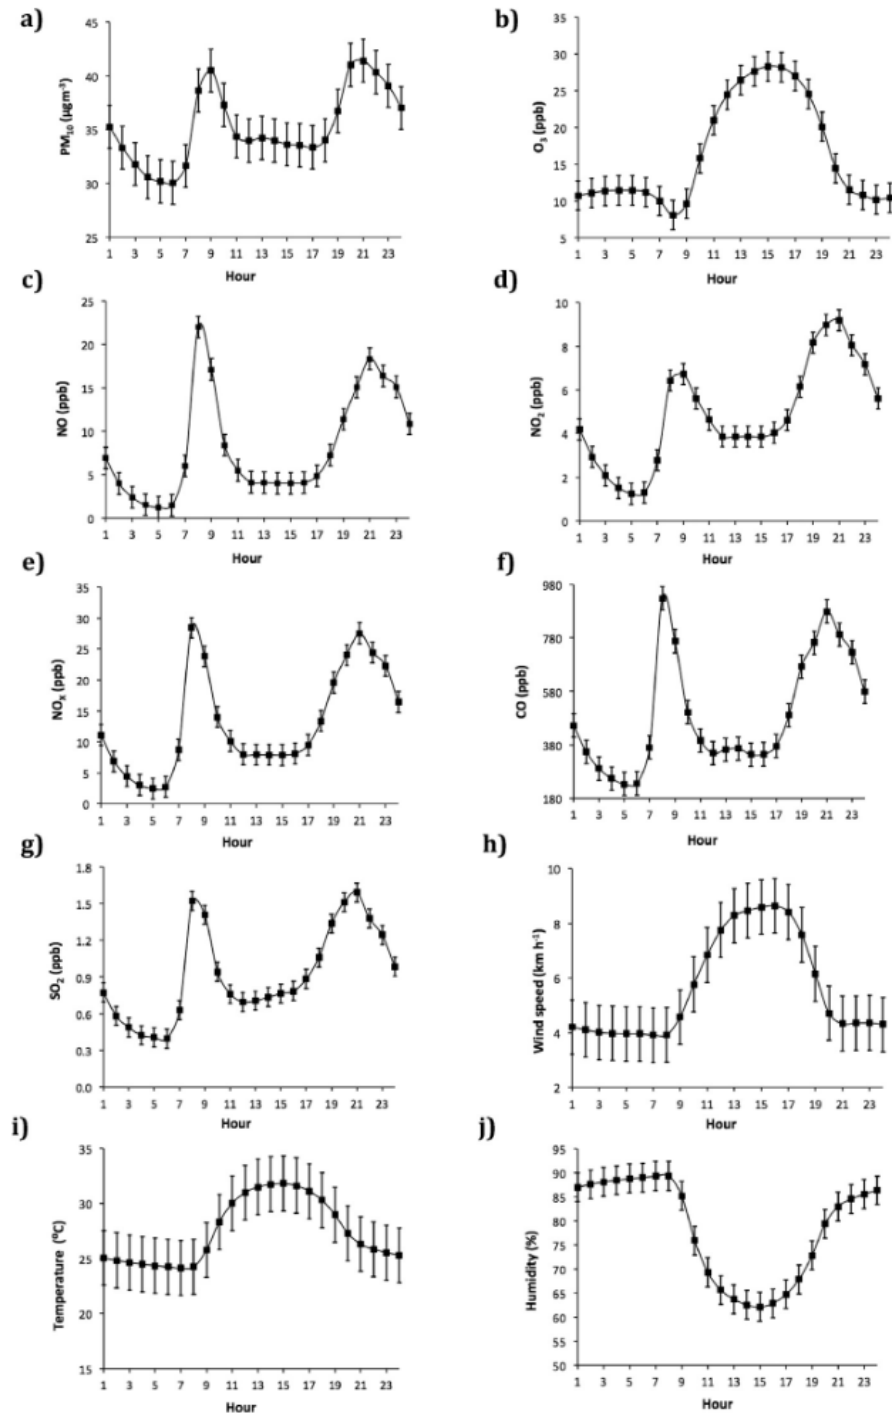 a)
45
40
35
30
25
PM₁₀ (µgm⁻³)
1 3 5 7 9 11 13 15 17 19 21 23
Hour
b)
35
30
25
20
15
10
5
O₃ (ppb)
1 3 5 7 9 11 13 15 17 19 21 23
Hour
c)
25
20
15
10
5
0
NO (ppb)
1 3 5 7 9 11 13 15 17 19 21 23
Hour
d)
10
8
6
4
2
0
NO₂ (ppb)
1 3 5 7 9 11 13 15 17 19 21 23
Hour
e)
35
30
25
20
15
10
5
0
NOₓ (ppb)
1 3 5 7 9 11 13 15 17 19 21 23
Hour
f)
980
780
580
380
180
CO (ppb)
1 3 5 7 9 11 13 15 17 19 21 23
Hour
g)
1.8
1.5
1.2
0.9
0.6
0.3
0.0
SO₂ (ppb)
1 3 5 7 9 11 13 15 17 19 21 23
Hour
h)
10
8
6
4
2
Wind speed (km h⁻¹)
1 3 5 7 9 11 13 15 17 19 21 23
Hour
i)
35
30
25
20
15
Temperature (⁰C)
1 3 5 7 9 11 13 15 17 19 21 23
Hour
j)
95
90
85
80
75
70
65
60
55
50
Humidity (%)
1 3 5 7 9 11 13 15 17 19 21 23
Hour